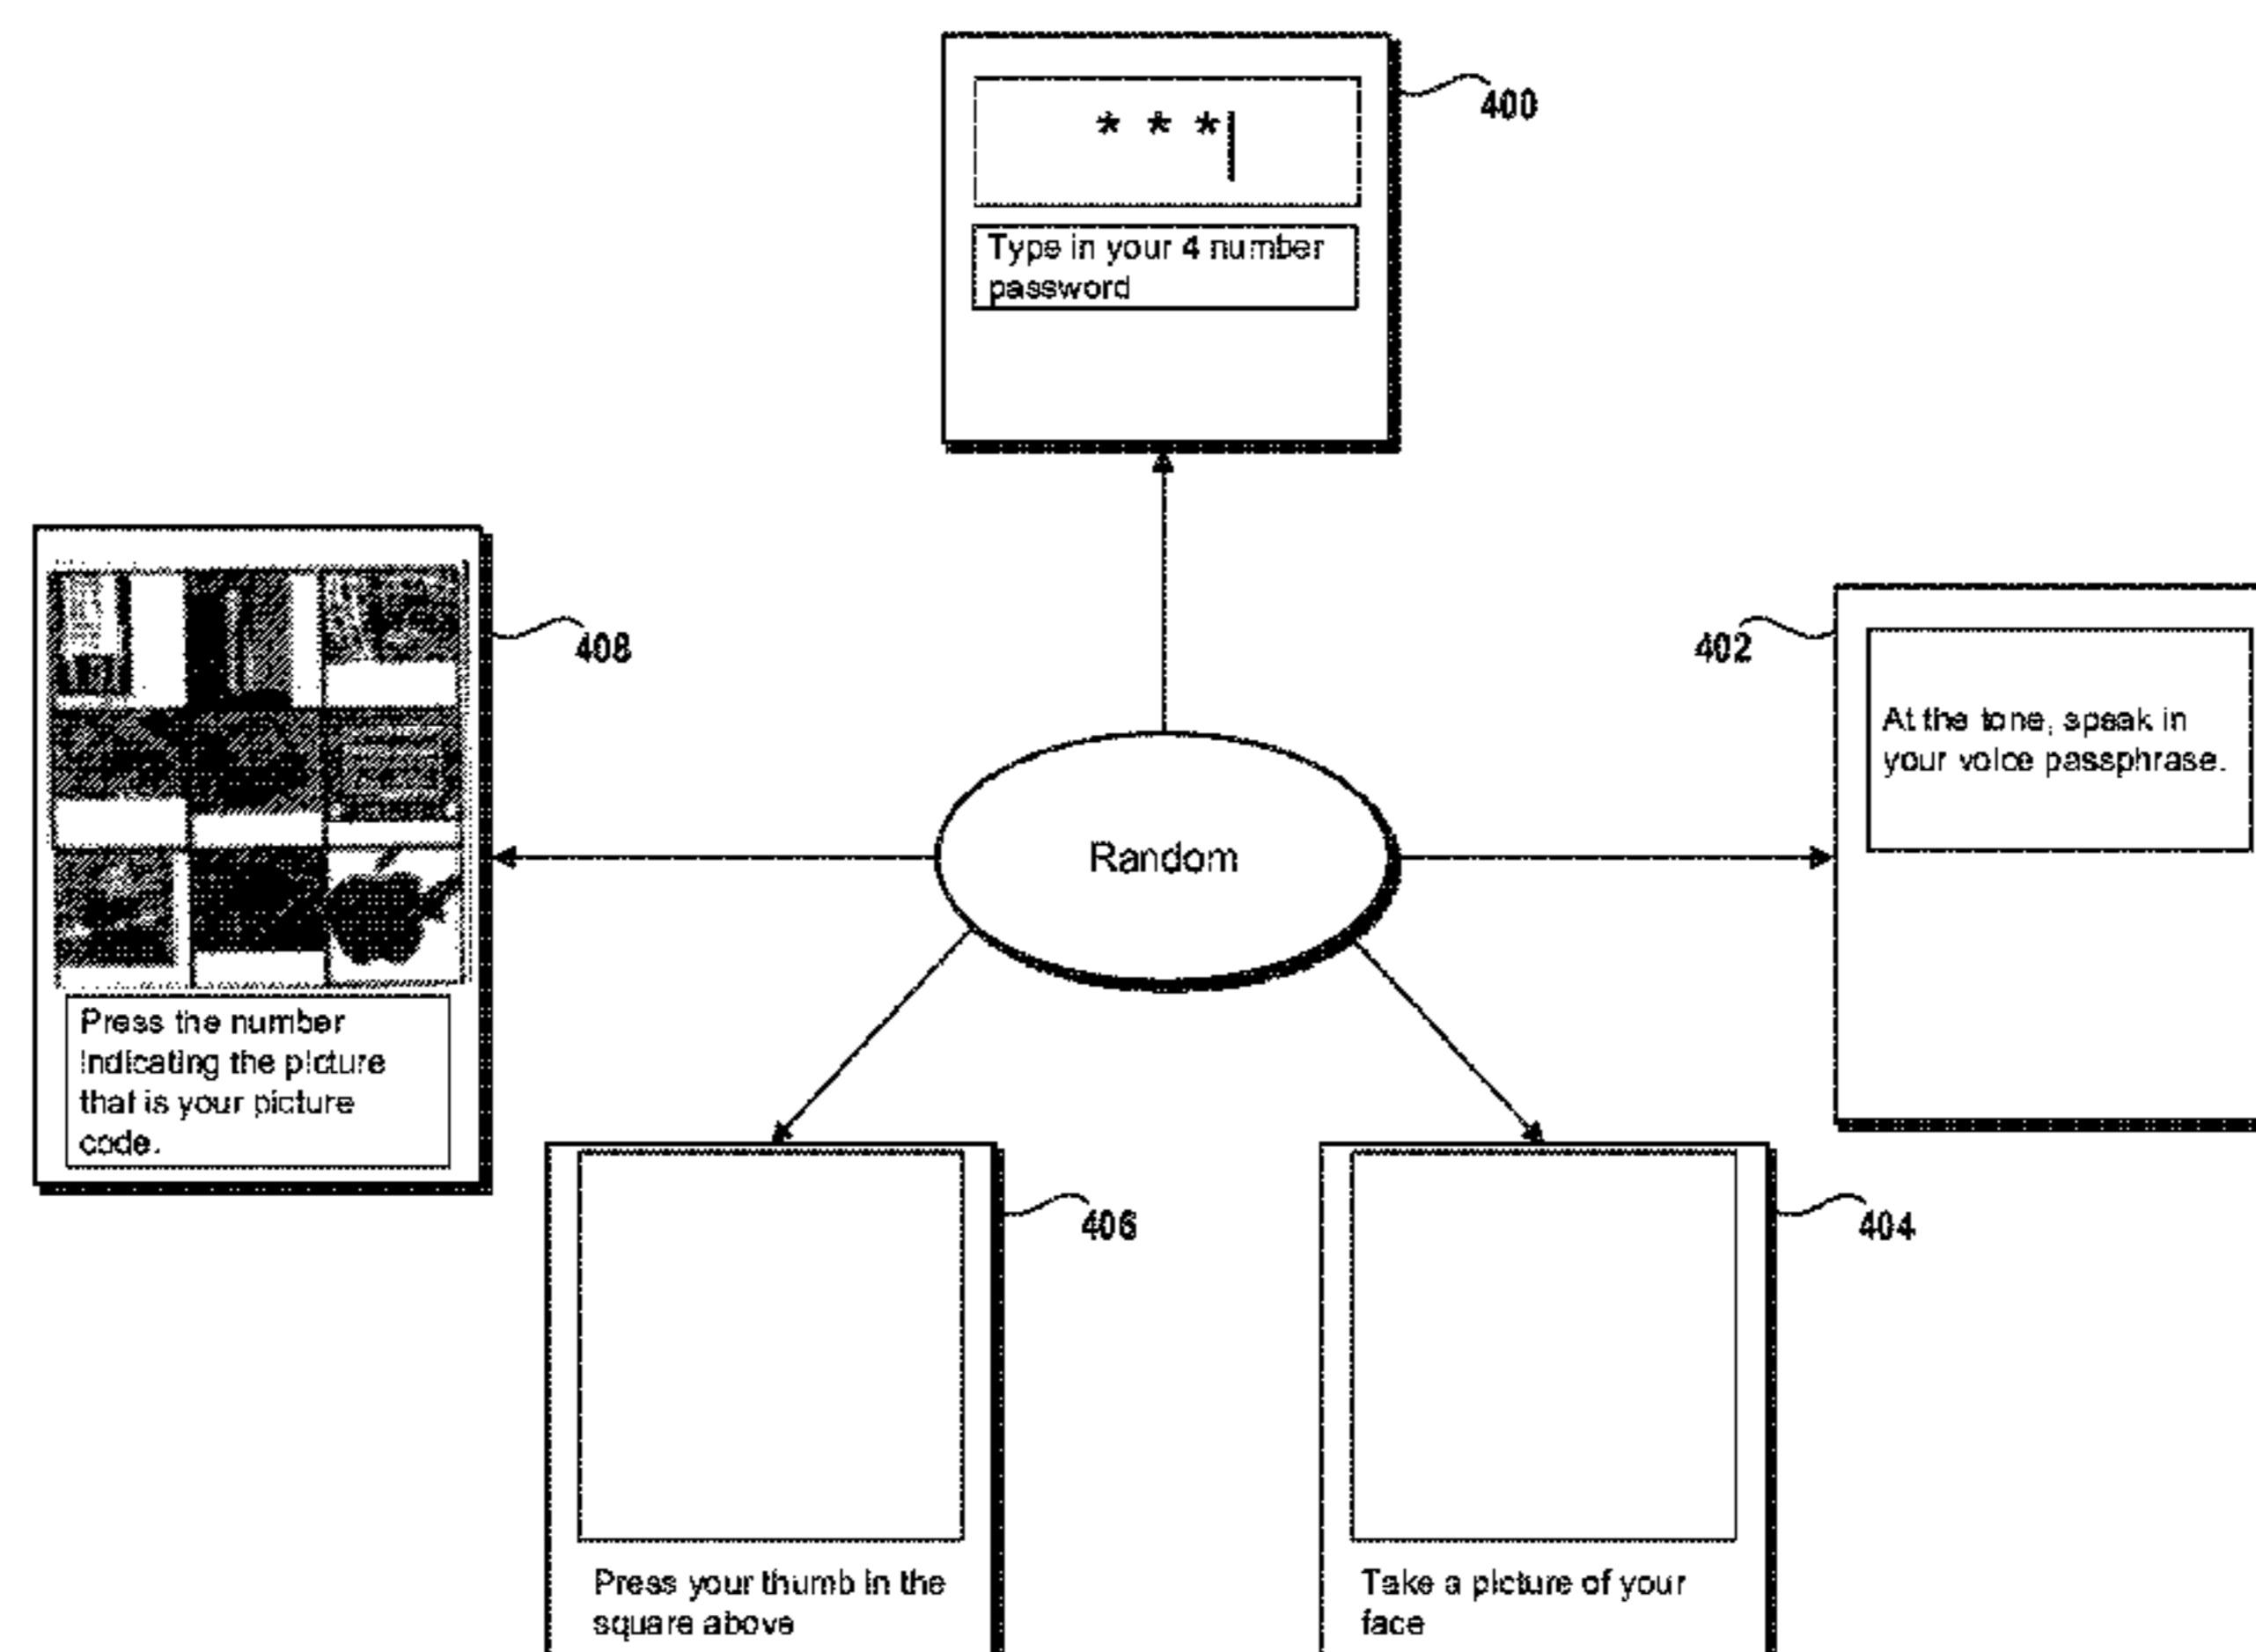 * * *
400
Type in your 4 number
password
408
402
At the tone, speak in
your voice passphrase.
Random
Press the number
indicating the picture
that is your picture
code.
406
404
Press your thumb in the
square above
Take a picture of your
face